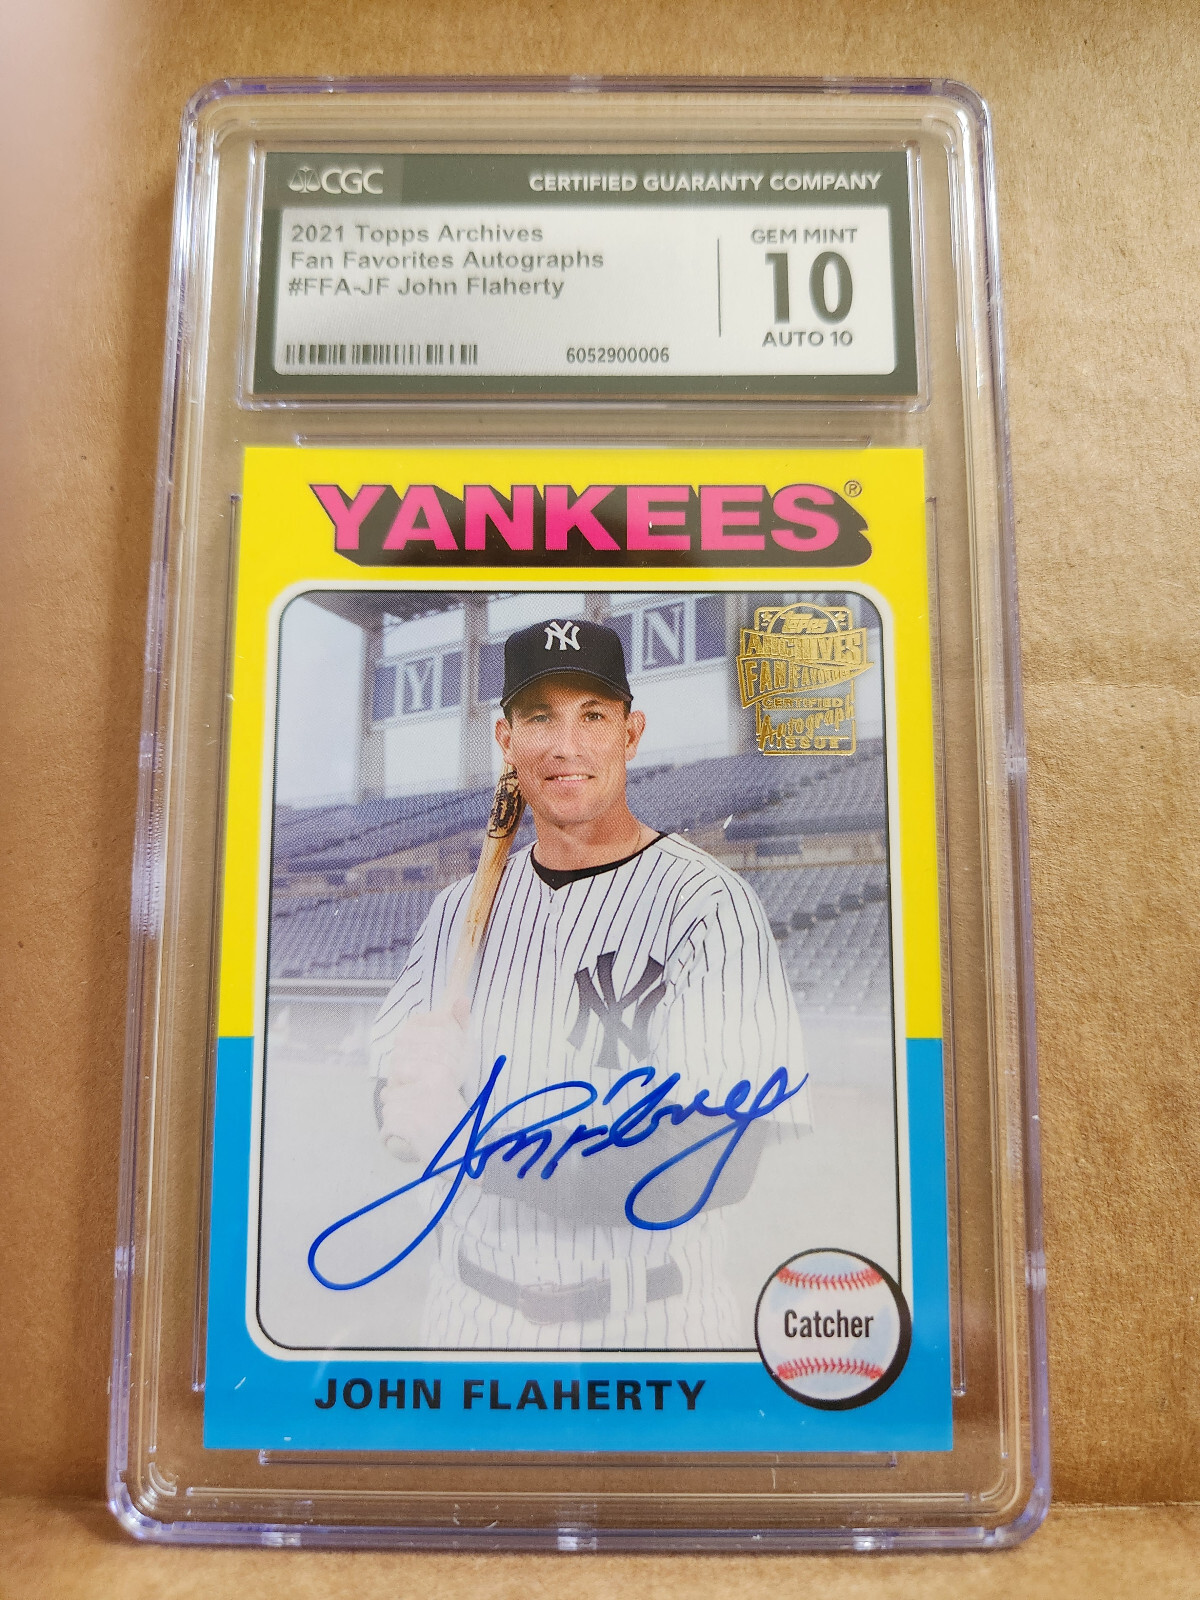 CGC
CERTIFIED GUARANTY COMPANY
2021 Topps Archives
Fan Favorites Autographs
#FFA-JF John Flaherty
GEM MINT
10
AUTO 10
6052900006
YANKEES®
Topps
ARCHIVES
FAN FAVORITES
CERTIFIED
Autograph
ISSUE
Y
N
NY
NY
Catcher
JOHN FLAHERTY